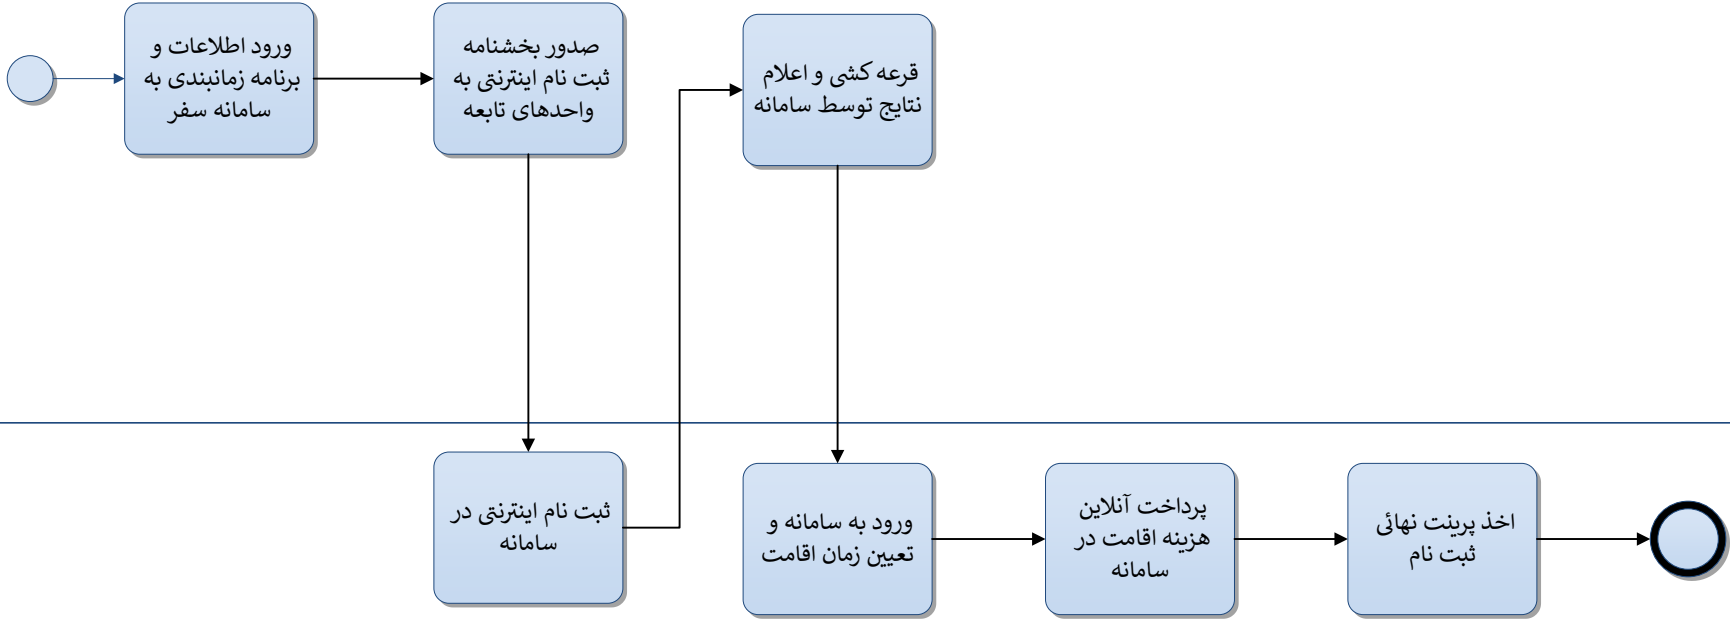 ورود اطلاعات و
برنامه زمانبندی به
سامانه سفر
صدور بخشنامه
ثبت نام اینترنتی به
واحدهای تابعه
قرعه کشی و اعلام
نتایج توسط سامانه
ثبت نام اینترنتی در
سامانه
ورود به سامانه و
تعیین زمان اقامت
پرداخت آنلاین
هزینه اقامت در
سامانه
اخذ پرینت نهائی
ثبت نام